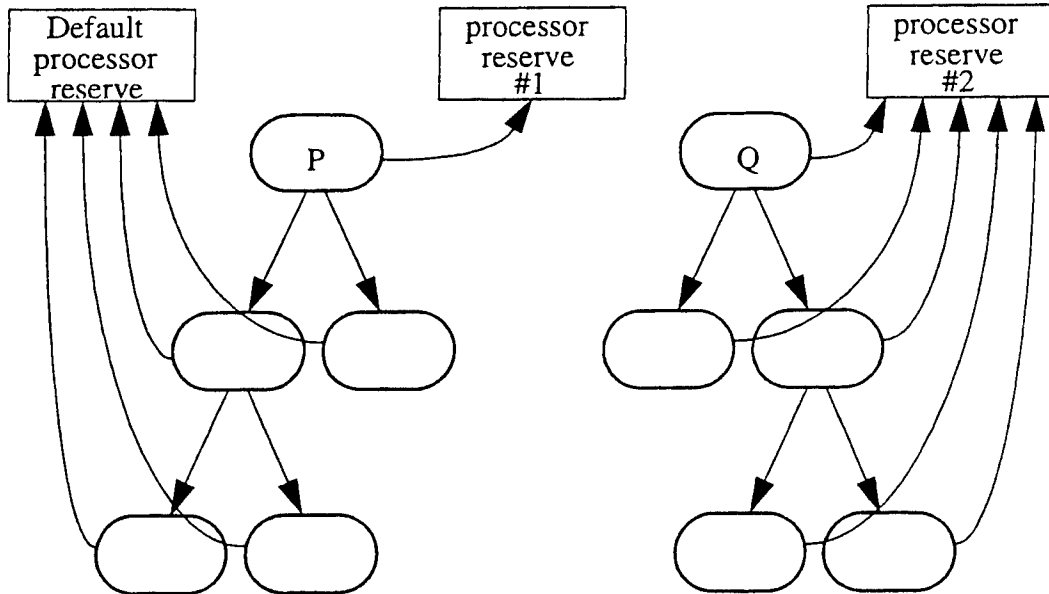 Default
processor
reserve
processor
reserve
#1
processor
reserve
#2
P
Q